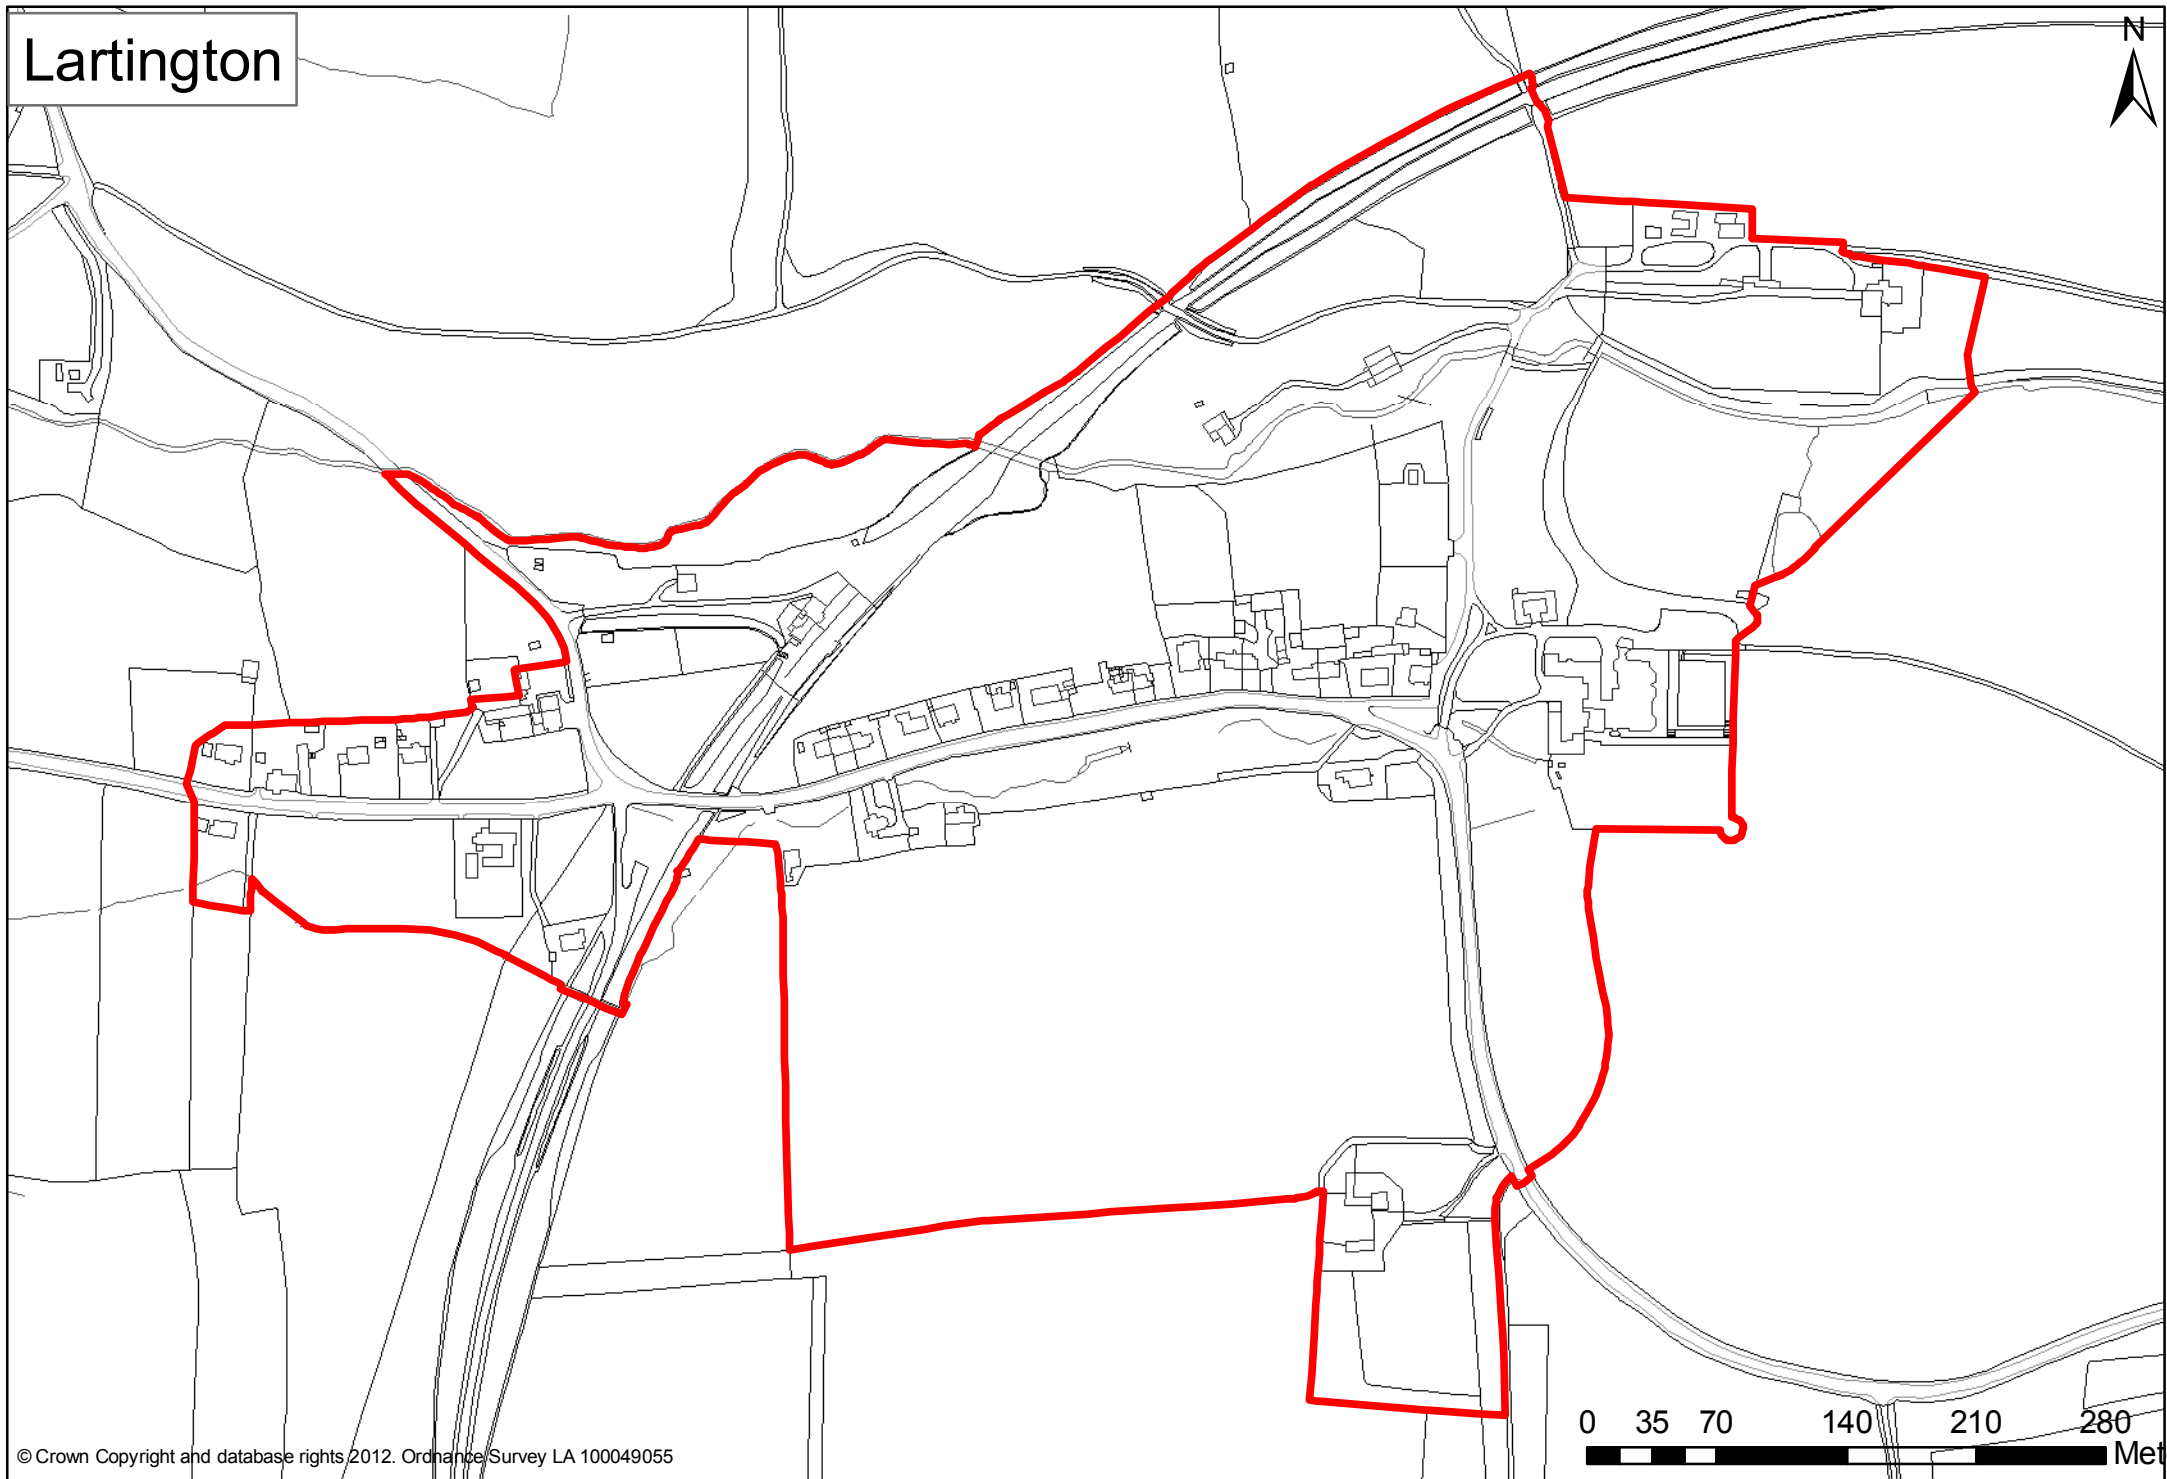 Lartington
N
0 35 70 140 210 280
Met
© Crown Copyright and database rights 2012. Ordnance Survey LA 100049055